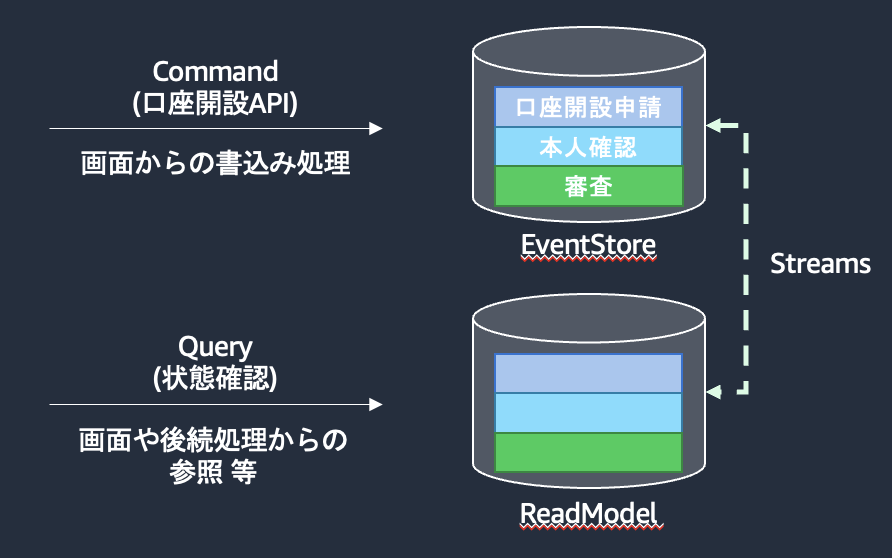 Command
(口座開設API)
画面からの書込み処理
口座開設申請
本人確認
審査
EventStore
Streams
Query
(状態確認)
画面や後続処理からの
参照 等
ReadModel